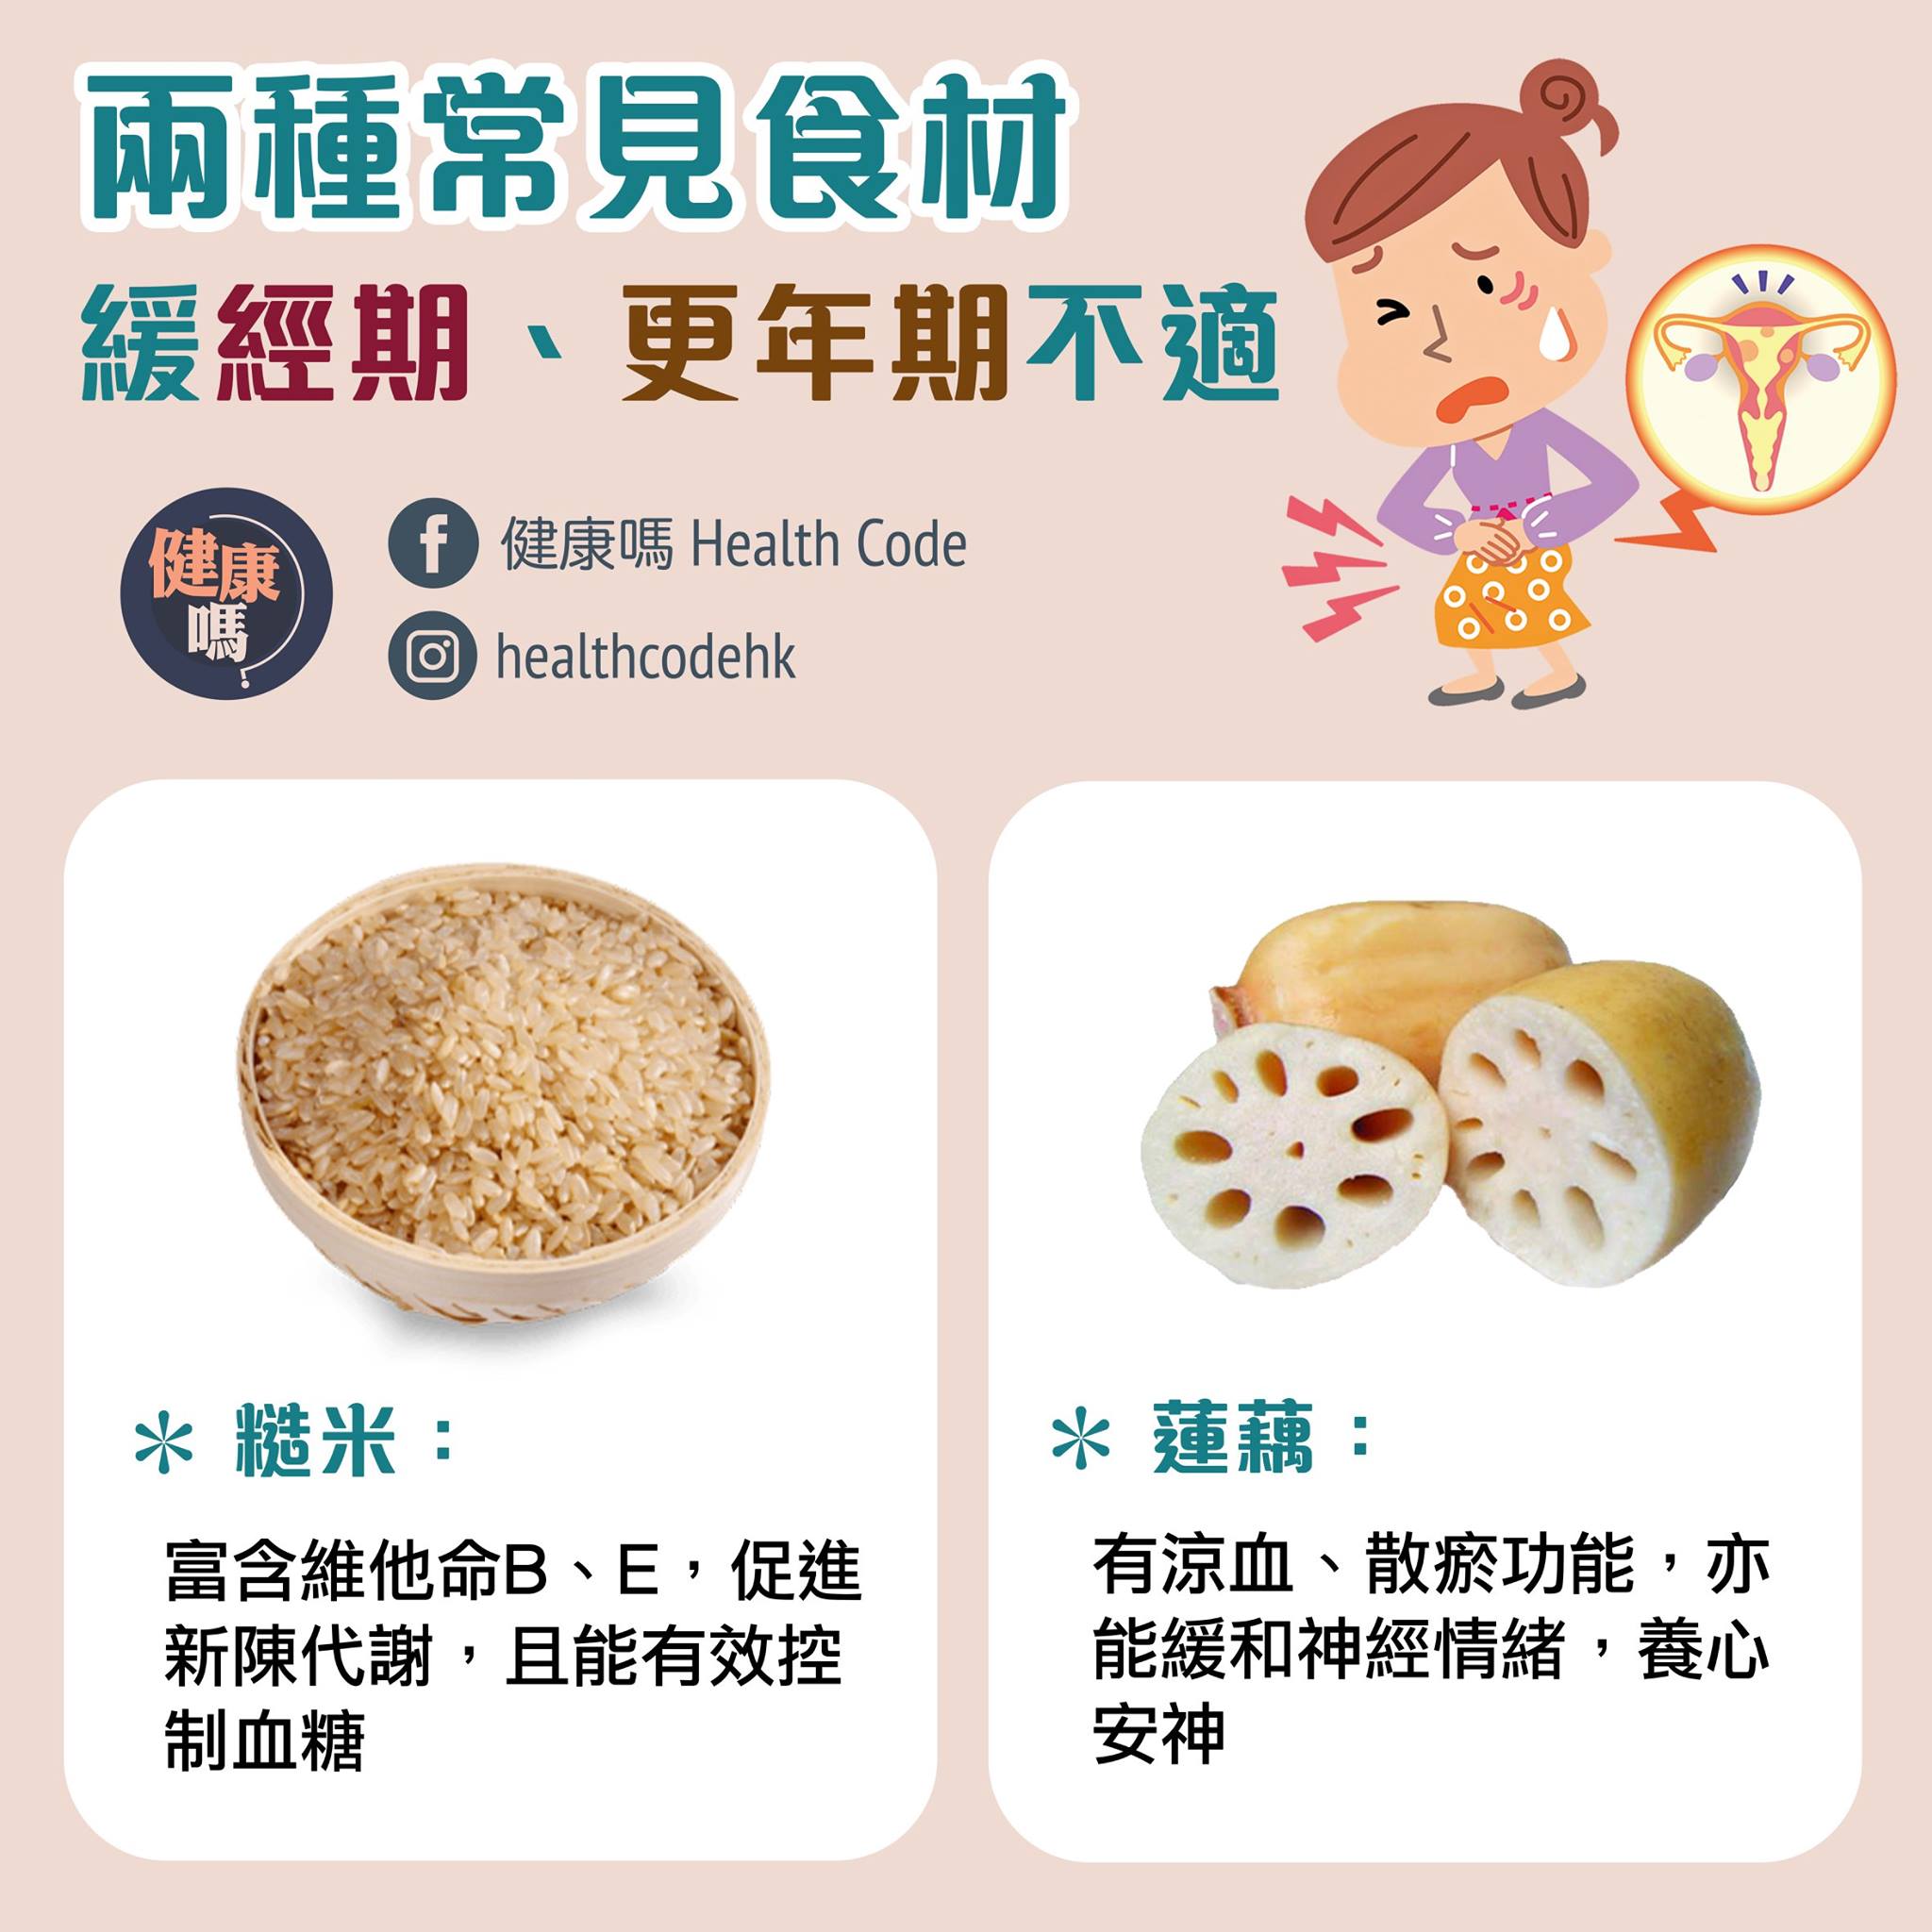 兩種常見食材
緩經期、更年期不適
健康嗎?
健康嗎 Health Code
healthcodehk
* 糙米：
富含維他命B、E，促進
新陳代謝，且能有效控
制血糖
* 蓮藕：
有涼血、散瘀功能，亦
能緩和神經情緒，養心
安神